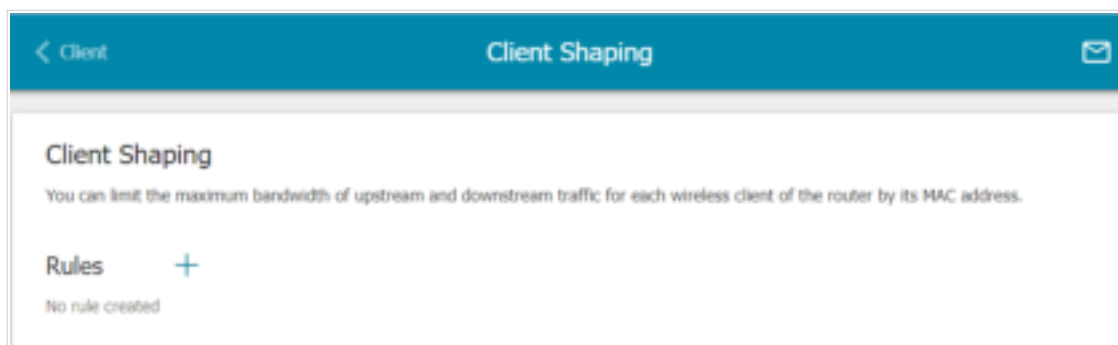 Client
Client Shaping
Client Shaping
You can limit the maximum bandwidth of upstream and downstream traffic for each wireless client of the router by its MAC address.
Rules
No rule created